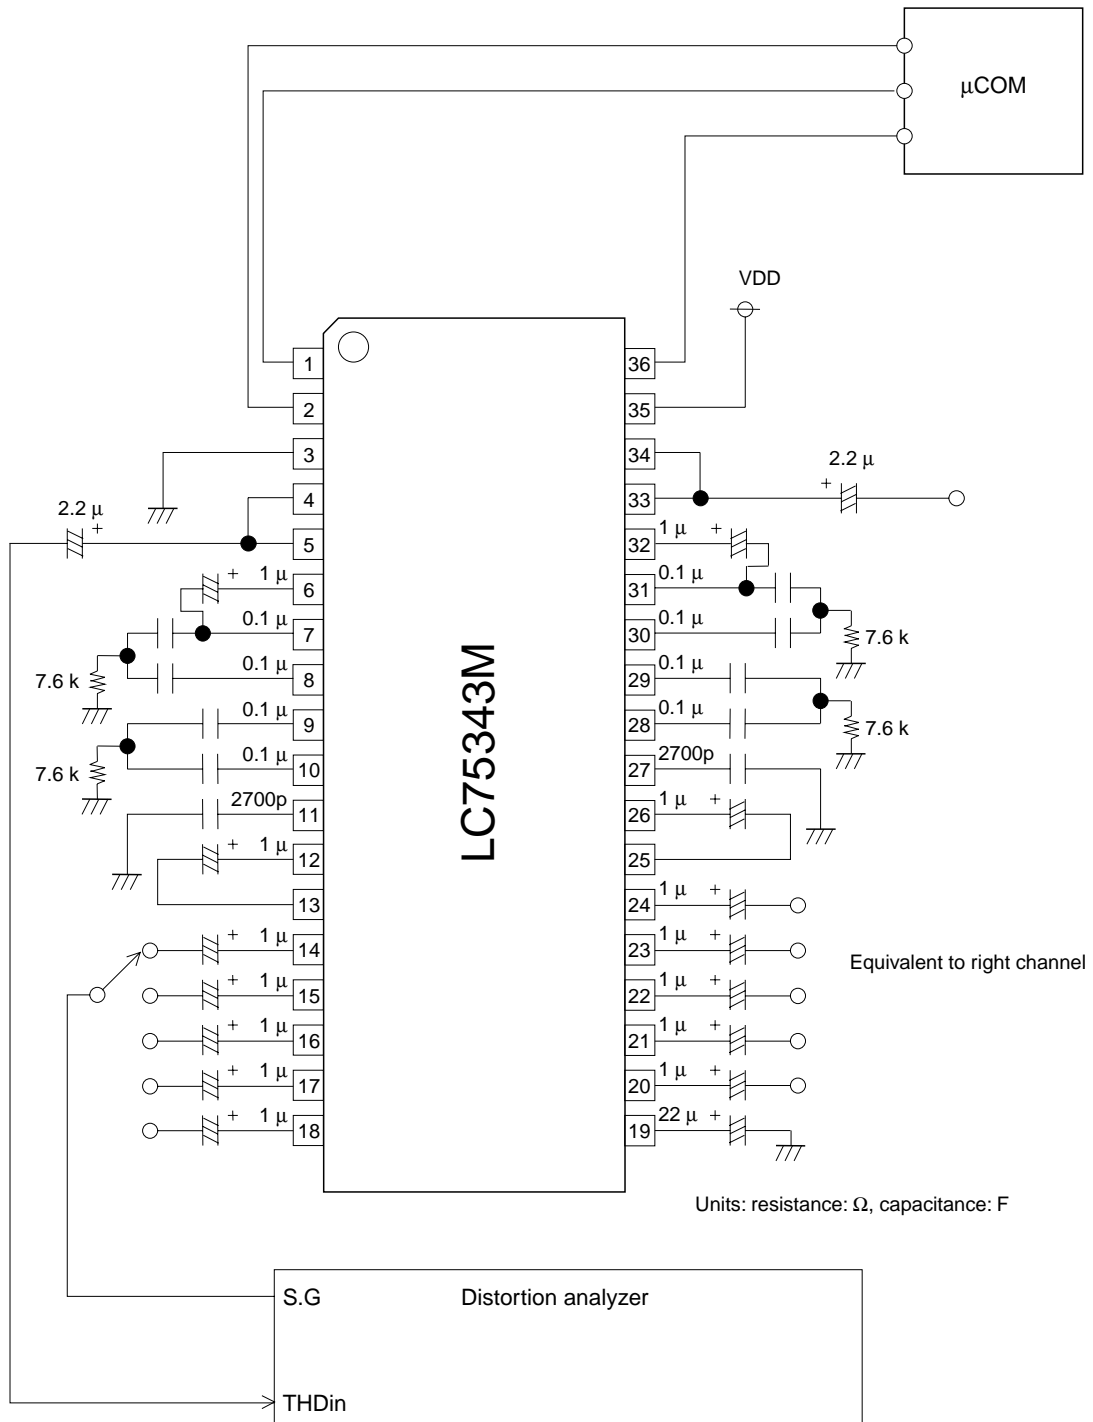 μCOM
VDD
LC75343M
1
2
3
4
5
6
7
8
9
10
11
12
13
14
15
16
17
18
36
35
34
33
32
31
30
29
28
27
26
25
24
23
22
21
20
19
2.2 μ
+
+ 1 μ
0.1 μ
0.1 μ
7.6 k
0.1 μ
0.1 μ
7.6 k
2700p
+ 1 μ
+ 1 μ
+ 1 μ
+ 1 μ
+ 1 μ
+ 1 μ
2.2 μ
+
1 μ +
0.1 μ
0.1 μ
7.6 k
0.1 μ
0.1 μ
7.6 k
2700p
1 μ +
1 μ +
1 μ +
1 μ +
1 μ +
1 μ +
22 μ +
Equivalent to right channel
Units: resistance: Ω, capacitance: F
S.G
Distortion analyzer
THDin